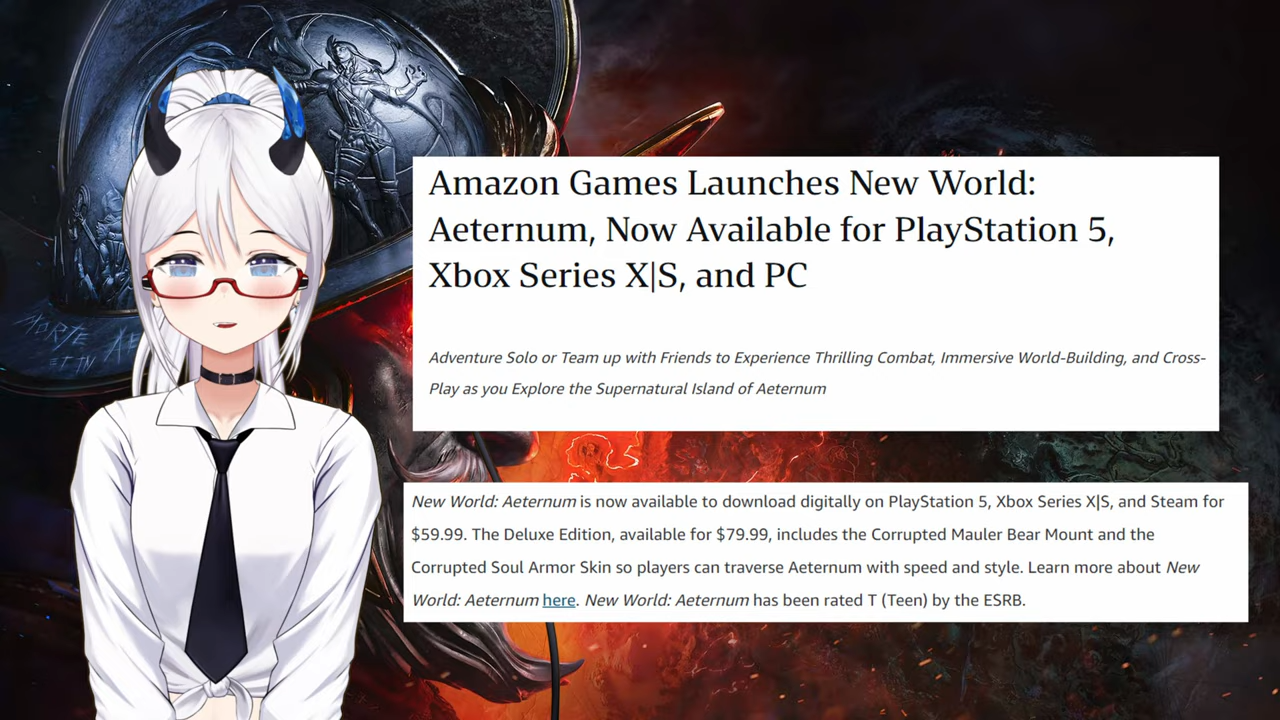 Amazon Games Launches New World:
Aeternum, Now Available for PlayStation 5,
Xbox Series X|S, and PC
Adventure Solo or Team up with Friends to Experience Thrilling Combat, Immersive World-Building, and Cross-
Play as you Explore the Supernatural Island of Aeternum
MORTE
ET IN
New World: Aeternum is now available to download digitally on PlayStation 5, Xbox Series X|S, and Steam for
$59.99. The Deluxe Edition, available for $79.99, includes the Corrupted Mauler Bear Mount and the
Corrupted Soul Armor Skin so players can traverse Aeternum with speed and style. Learn more about New
World: Aeternum here. New World: Aeternum has been rated T (Teen) by the ESRB.